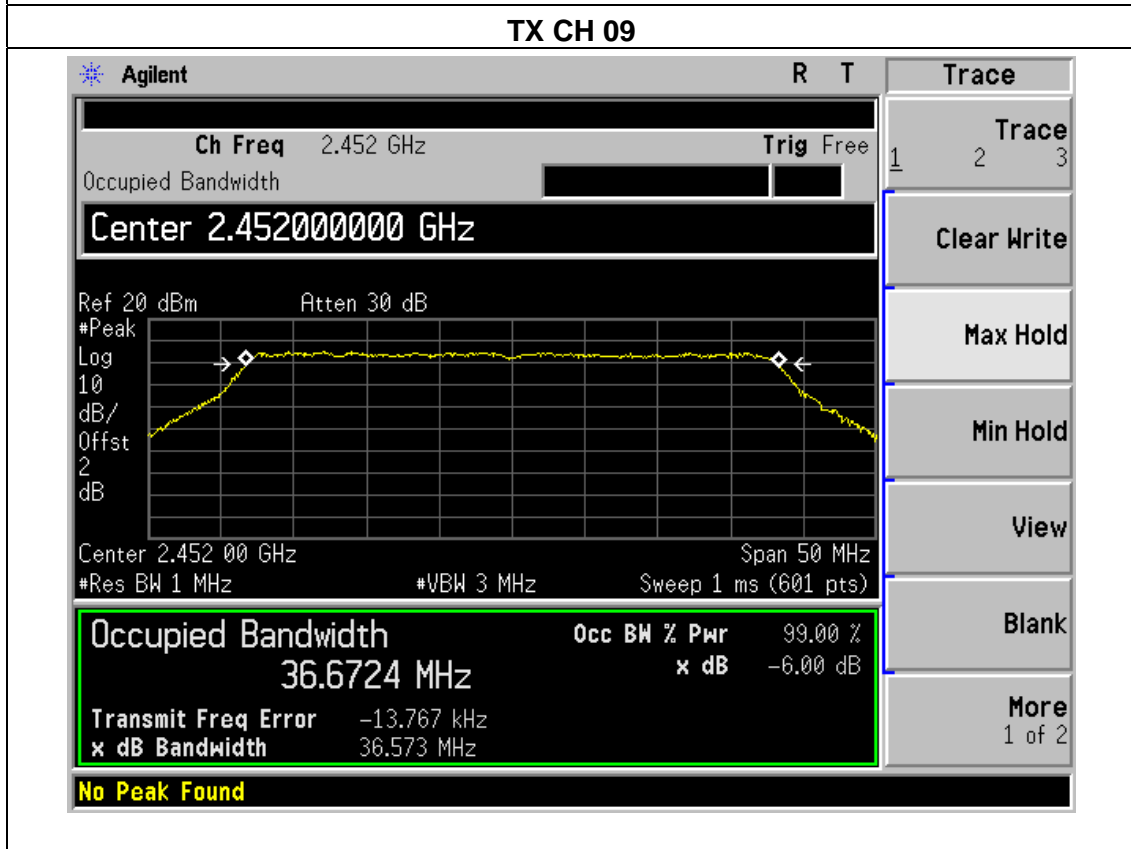 TX CH 09
Agilent R T Trace
Ch Freq 2.452 GHz Trig Free
Occupied Bandwidth
Center 2.452000000 GHz
Ref 20 dBm Atten 30 dB
#Peak
Log
10
dB/
Offst
2
dB
Center 2.452 00 GHz Span 50 MHz
#Res BW 1 MHz #VBW 3 MHz Sweep 1 ms (601 pts)
Occupied Bandwidth Occ BW % Pwr 99.00 %
36.6724 MHz x dB -6.00 dB
Transmit Freq Error -13.767 kHz
x dB Bandwidth 36.573 MHz
No Peak Found
Trace
1 2 3
Clear Write
Max Hold
Min Hold
View
Blank
More
1 of 2